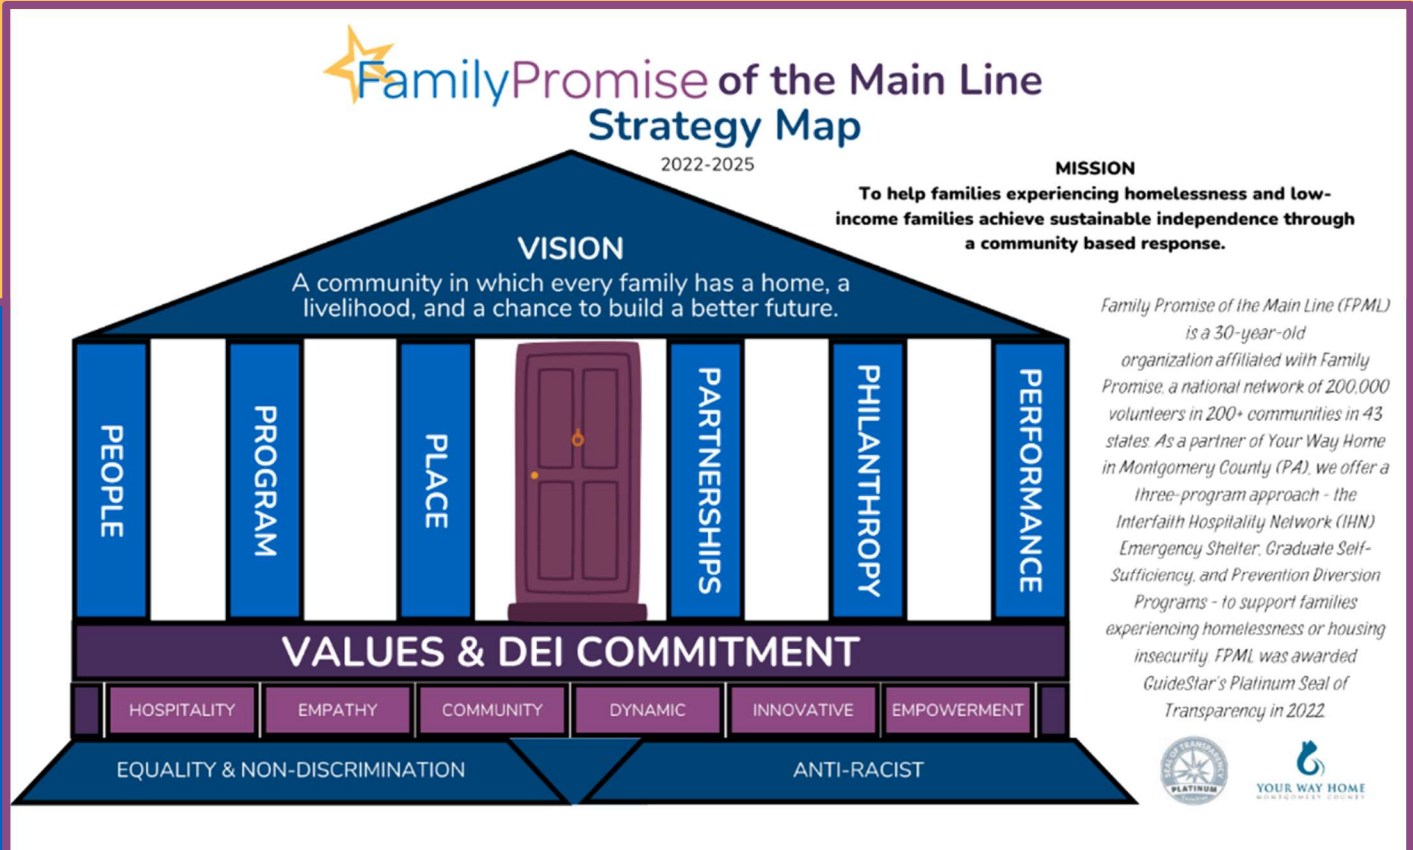 FamilyPromise of the Main Line
Strategy Map
2022-2025
MISSION
To help families experiencing homelessness and low-
income families achieve sustainable independence through
a community based response.
VISION
A community in which every family has a home, a
livelihood, and a chance to build a better future.
PEOPLE
PROGRAM
PLACE
PARTNERSHIPS
PHILANTHROPY
PERFORMANCE
VALUES & DEI COMMITMENT
HOSPITALITY
EMPATHY
COMMUNITY
DYNAMIC
INNOVATIVE
EMPOWERMENT
EQUALITY & NON-DISCRIMINATION
ANTI-RACIST
Family Promise of the Main Line (FPML)
is a 30-year-old
organization affiliated with Family
Promise, a national network of 200,000
volunteers in 200+ communities in 43
states. As a partner of Your Way Home
in Montgomery County (PA), we offer a
three-program approach - the
Interfaith Hospitality Network (IHN)
Emergency Shelter, Graduate Self-
Sufficiency, and Prevention Diversion
Programs - to support families
experiencing homelessness or housing
insecurity. FPML was awarded
GuideStar's Platinum Seal of
Transparency in 2022.
SEAL OF TRANSPARENCY
PLATINUM
YOUR WAY HOME
MONTGOMERY COUNTY